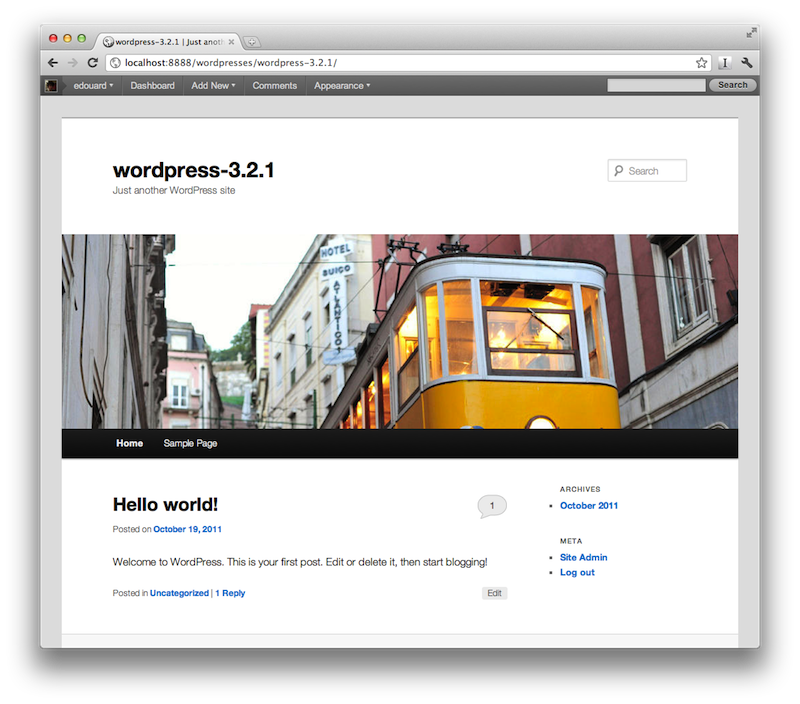 wordpress-3.2.1 | Just anoth
localhost:8888/wordpresses/wordpress-3.2.1/
edouard Dashboard Add New Comments Appearance Search
wordpress-3.2.1
Just another WordPress site
Search
HOTEL
SUIÇO
ATLANTICO
Home Sample Page
Hello world!
1
Posted on October 19, 2011
Welcome to WordPress. This is your first post. Edit or delete it, then start blogging!
Posted in Uncategorized | 1 Reply
Edit
ARCHIVES
• October 2011
META
• Site Admin
• Log out